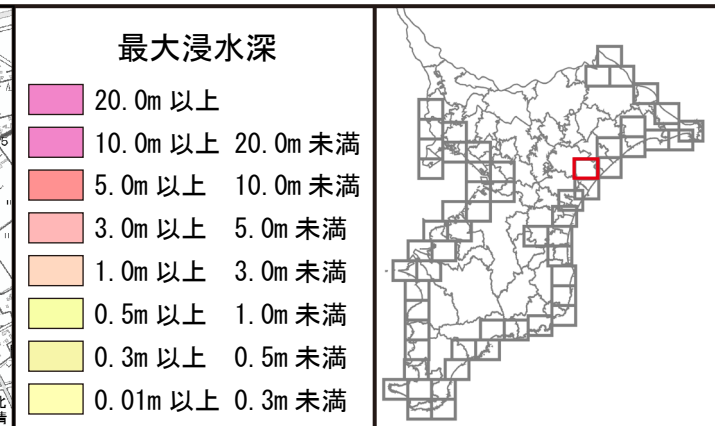 最大浸水深
20.0m 以上
10.0m 以上 20.0m 未満
5.0m 以上 10.0m 未満
3.0m 以上 5.0m 未満
1.0m 以上 3.0m 未満
0.5m 以上 1.0m 未満
0.3m 以上 0.5m 未満
0.01m 以上 0.3m 未満